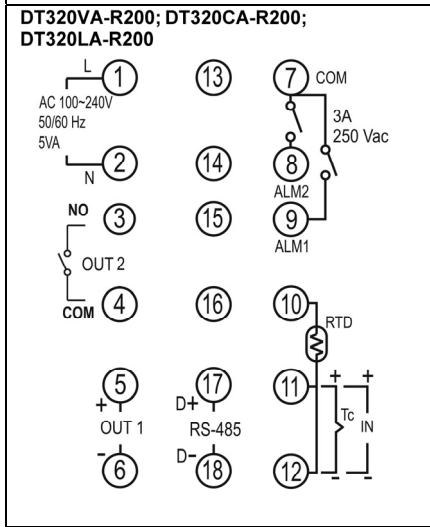 DT320VA-R200; DT320CA-R200;
DT320LA-R200
L 1 13 7 COM
AC 100~240V
50/60 Hz
5VA
3A
250 Vac
N 2 14 8
ALM2
NO 3 15 9
ALM1
OUT 2
COM 4 16 10
RTD
5 17 11 + +
+ D+
OUT 1 RS-485 Tc IN
- D- - -
6 18 12